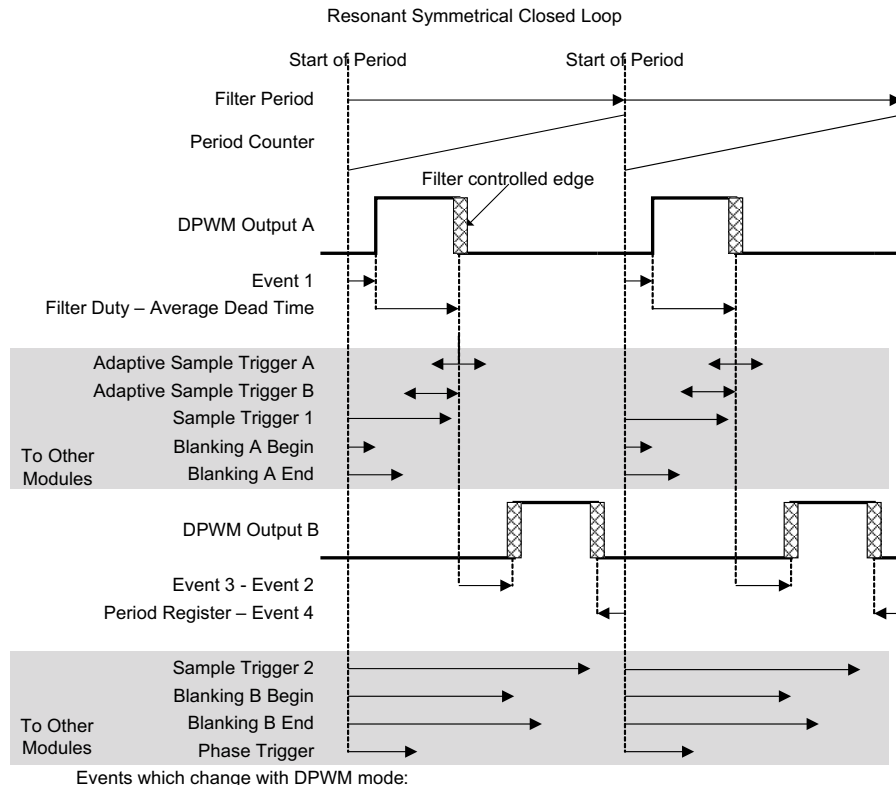 Resonant Symmetrical Closed Loop
Start of Period
Start of Period
Filter Period
Period Counter
Filter controlled edge
DPWM Output A
Event 1
Filter Duty – Average Dead Time
Adaptive Sample Trigger A
Adaptive Sample Trigger B
Sample Trigger 1
Blanking A Begin
To Other
Modules
Blanking A End
DPWM Output B
Event 3 - Event 2
Period Register – Event 4
Sample Trigger 2
Blanking B Begin
Blanking B End
To Other
Modules
Phase Trigger
Events which change with DPWM mode: